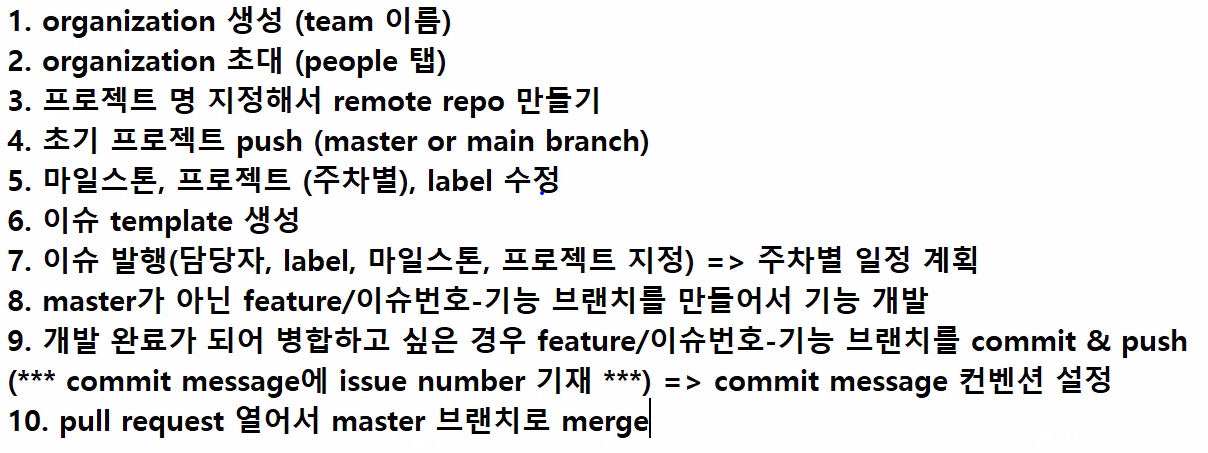 1. organization 생성 (team 이름)
2. organization 초대 (people 탭)
3. 프로젝트 명 지정해서 remote repo 만들기
4. 초기 프로젝트 push (master or main branch)
5. 마일스톤, 프로젝트 (주차별), label 수정
6. 이슈 template 생성
7. 이슈 발행(담당자, label, 마일스톤, 프로젝트 지정) => 주차별 일정 계획
8. master가 아닌 feature/이슈번호-기능 브랜치를 만들어서 기능 개발
9. 개발 완료가 되어 병합하고 싶은 경우 feature/이슈번호-기능 브랜치를 commit & push
(*** commit message에 issue number 기재 ***) => commit message 컨벤션 설정
10. pull request 열어서 master 브랜치로 merge